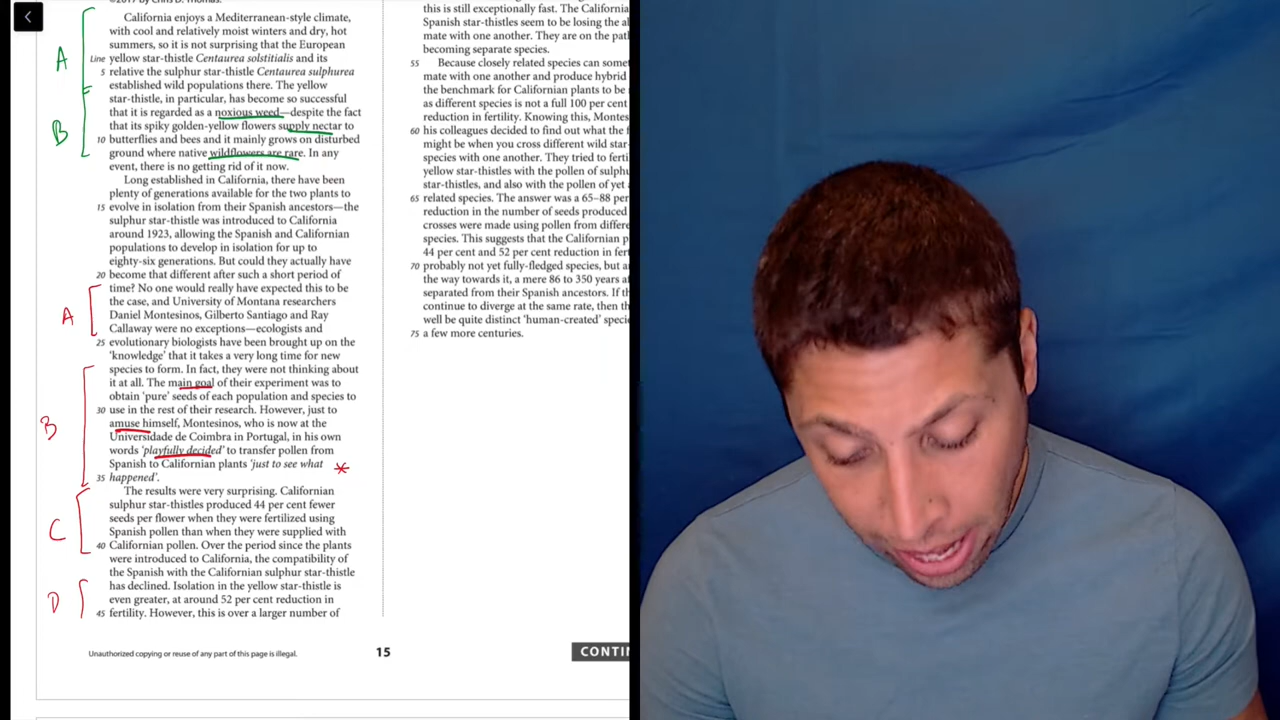 ©2017 by Chris D. Thomas.
California enjoys a Mediterranean-style climate,
with cool and relatively moist winters and dry, hot
summers, so it is not surprising that the European
Line yellow star-thistle Centaurea solstitialis and its
5 relative the sulphur star-thistle Centaurea sulphurea
established wild populations there. The yellow
star-thistle, in particular, has become so successful
that it is regarded as a noxious weed—despite the fact
that its spiky golden-yellow flowers supply nectar to
10 butterflies and bees and it mainly grows on disturbed
ground where native wildflowers are rare. In any
event, there is no getting rid of it now.
Long established in California, there have been
plenty of generations available for the two plants to
15 evolve in isolation from their Spanish ancestors—the
sulphur star-thistle was introduced to California
around 1923, allowing the Spanish and Californian
populations to develop in isolation for up to
eighty-six generations. But could they actually have
20 become that different after such a short period of
time? No one would really have expected this to be
the case, and University of Montana researchers
Daniel Montesinos, Gilberto Santiago and Ray
Callaway were no exceptions—ecologists and
25 evolutionary biologists have been brought up on the
'knowledge' that it takes a very long time for new
species to form. In fact, they were not thinking about
it at all. The main goal of their experiment was to
obtain 'pure' seeds of each population and species to
30 use in the rest of their research. However, just to
amuse himself, Montesinos, who is now at the
Universidade de Coimbra in Portugal, in his own
words 'playfully decided' to transfer pollen from
Spanish to Californian plants 'just to see what
35 happened'.
The results were very surprising. Californian
sulphur star-thistles produced 44 per cent fewer
seeds per flower when they were fertilized using
Spanish pollen than when they were supplied with
40 Californian pollen. Over the period since the plants
were introduced to California, the compatibility of
the Spanish with the Californian sulphur star-thistle
has declined. Isolation in the yellow star-thistle is
even greater, at around 52 per cent reduction in
45 fertility. However, this is over a larger number of
A
B
A
B
C
D
this is still exceptionally fast. The California
Spanish star-thistles seem to be losing the
mate with one another. They are on the
becoming separate species.
55 Because closely related species can
mate with one another and produce hybrid
the benchmark for Californian plants to be
as different species is not a full 100 per cent
reduction in fertility. Knowing this,
60 his colleagues decided to find out what the
might be when you cross different wild
species with one another. They tried to
yellow star-thistles with the pollen of
star-thistles, and also with the pollen of yet
65 related species. The answer was a 65–88
reduction in the number of seeds produced
crosses were made using pollen from
species. This suggests that the Californian
44 per cent and 52 per cent reduction in
70 probably not yet fully-fledged species, but
the way towards it, a mere 86 to 350 years
separated from their Spanish ancestors. If
continue to diverge at the same rate, then
well be quite distinct 'human-created'
75 a few more centuries.
Unauthorized copying or reuse of any part of this page is illegal.
15